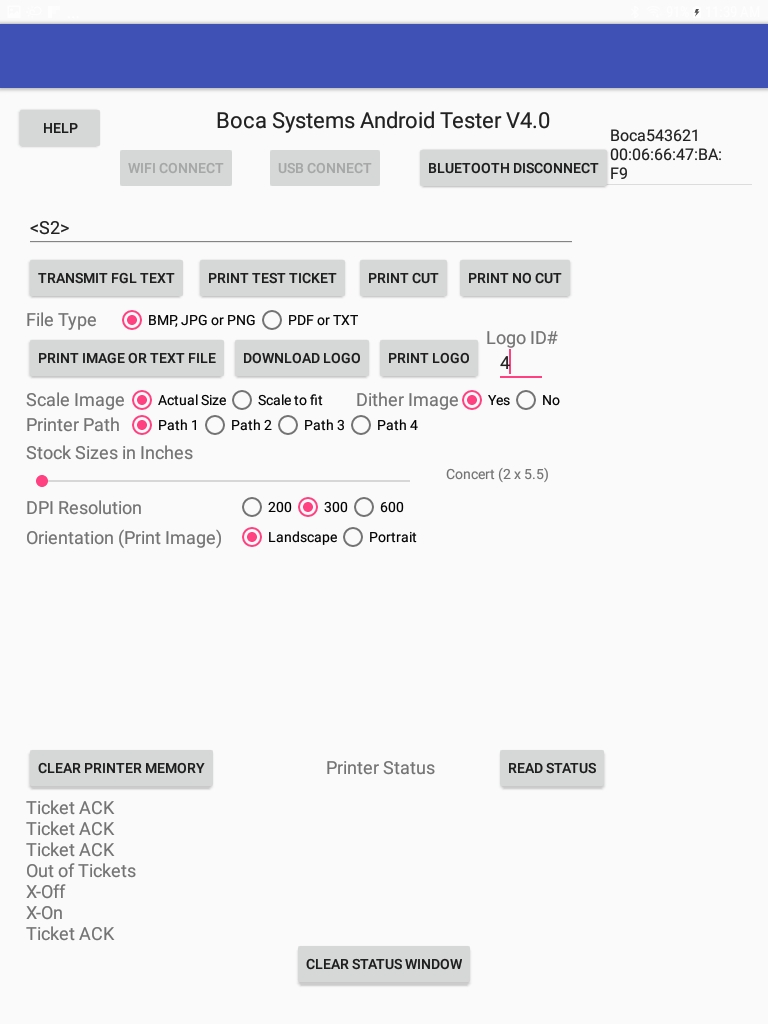 Boca Systems Android Tester V4.0
HELP
Boca543621
00:06:66:47:BA:
F9
WIFI CONNECT
USB CONNECT
BLUETOOTH DISCONNECT
<S2>
TRANSMIT FGL TEXT
PRINT TEST TICKET
PRINT CUT
PRINT NO CUT
File Type
BMP, JPG or PNG
PDF or TXT
Logo ID#
PRINT IMAGE OR TEXT FILE
DOWNLOAD LOGO
PRINT LOGO
4
Scale Image
Actual Size
Scale to fit
Dither Image
Yes
No
Printer Path
Path 1
Path 2
Path 3
Path 4
Stock Sizes in Inches
Concert (2 x 5.5)
DPI Resolution
200
300
600
Orientation (Print Image)
Landscape
Portrait
CLEAR PRINTER MEMORY
Printer Status
READ STATUS
Ticket ACK
Ticket ACK
Ticket ACK
Out of Tickets
X-Off
X-On
Ticket ACK
CLEAR STATUS WINDOW